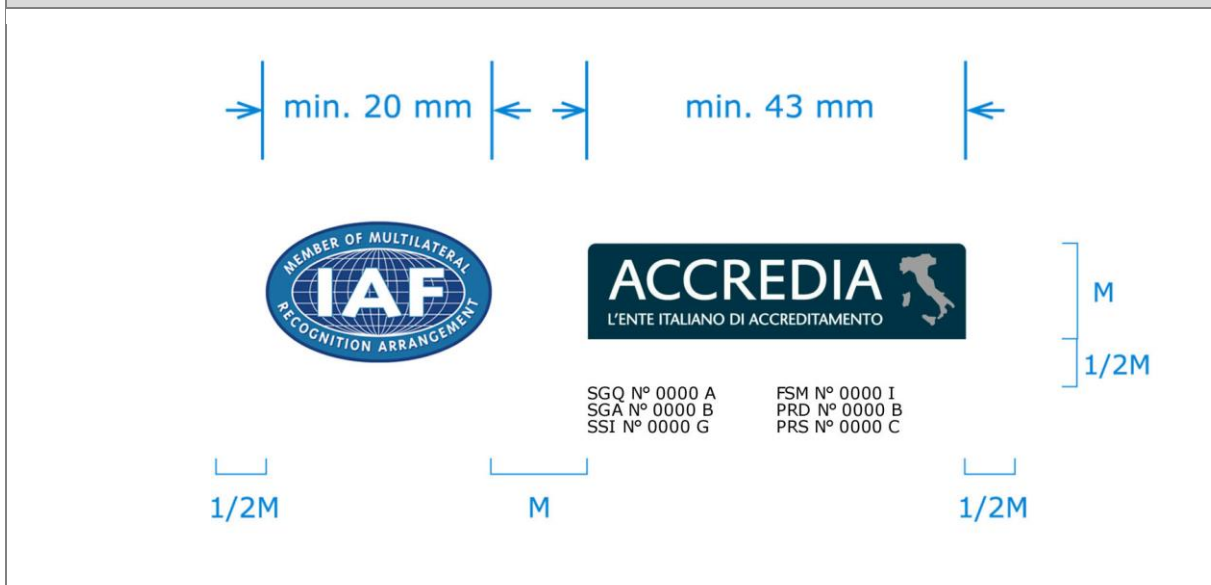 min. 20 mm
min. 43 mm
MEMBER OF MULTILATERAL
IAF
RECOGNITION ARRANGEMENT
ACCREDIA
L'ENTE ITALIANO DI ACCREDITAMENTO
M
1/2M
SGQ N° 0000 A
SGA N° 0000 B
SSI N° 0000 G
FSM N° 0000 I
PRD N° 0000 B
PRS N° 0000 C
1/2M
M
1/2M